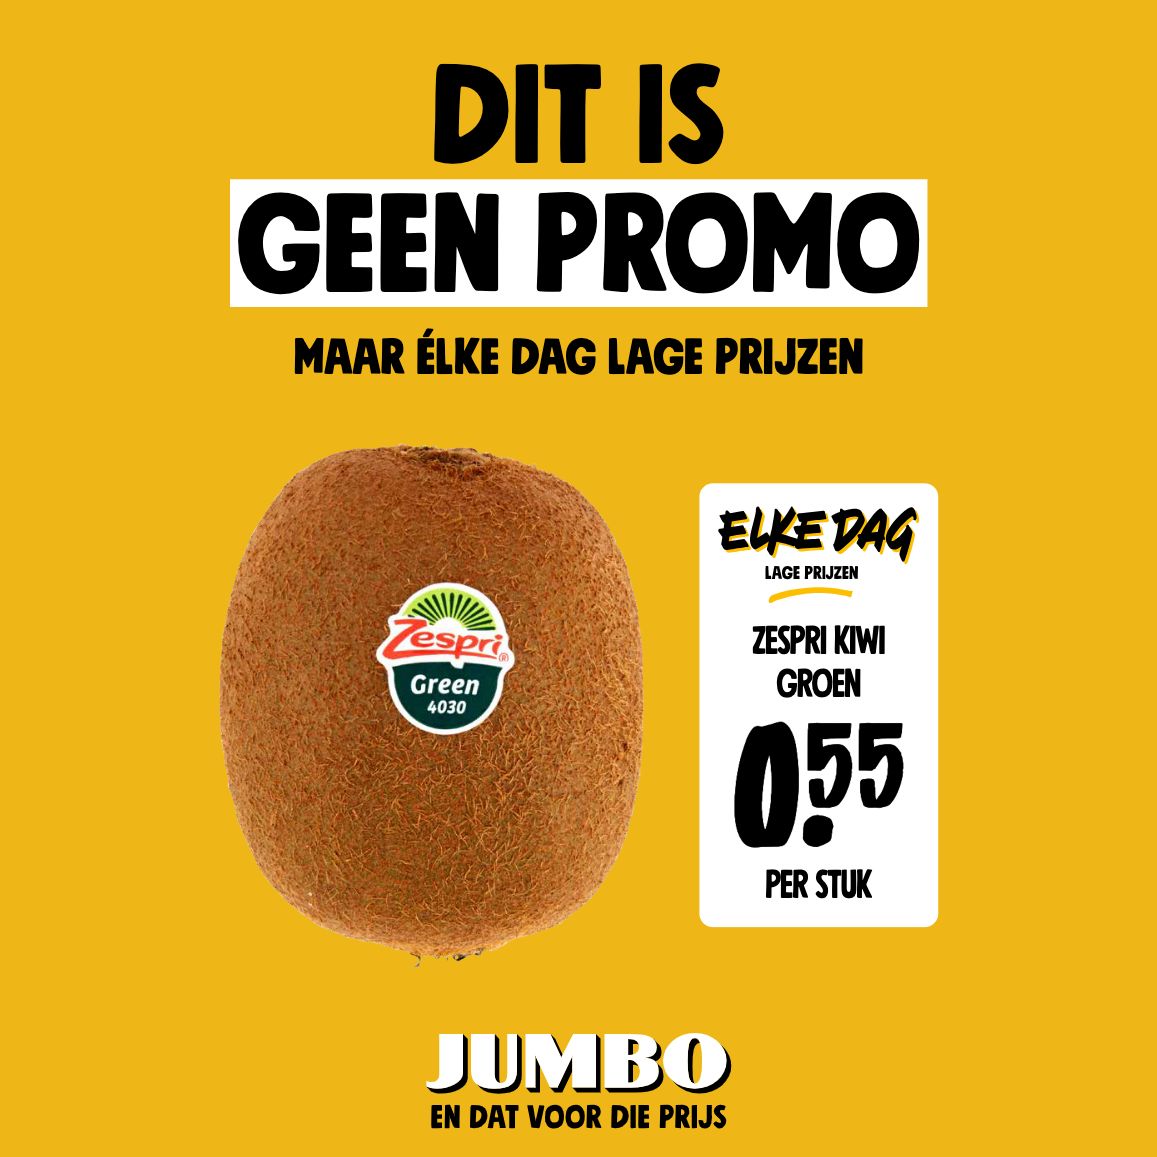 DIT IS
GEEN PROMO
MAAR ÉLKE DAG LAGE PRIJZEN
Zespri®
Green
4030
ELKE DAG
LAGE PRIJZEN
ZESPRI KIWI
GROEN
0.55
PER STUK
JUMBO
EN DAT VOOR DIE PRIJS